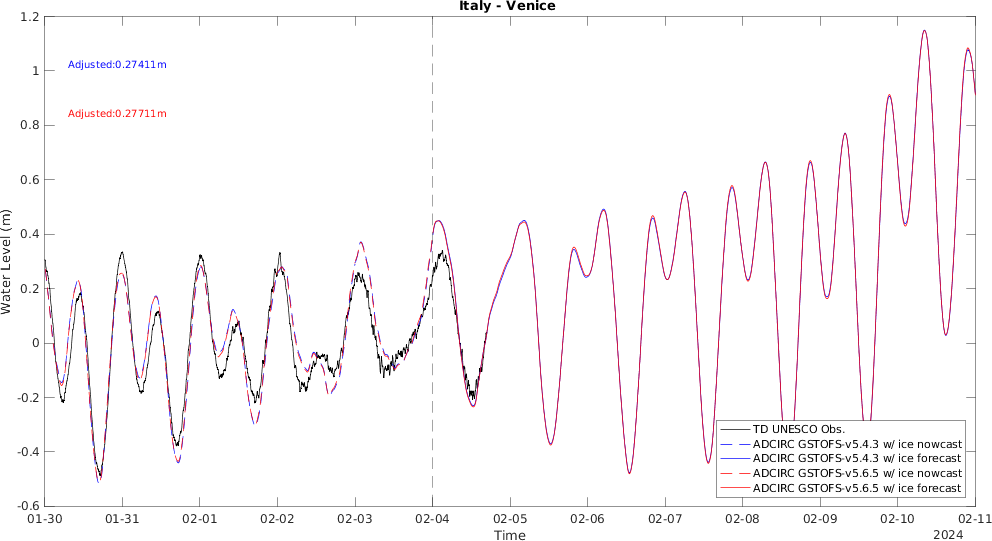 Italy - Venice
1.2
1
0.8
0.6
0.4
0.2
0
-0.2
-0.4
-0.6
Water Level (m)
Adjusted:0.27411m
Adjusted:0.27711m
TD UNESCO Obs.
ADCIRC GSTOFS-v5.4.3 w/ ice nowcast
ADCIRC GSTOFS-v5.4.3 w/ ice forecast
ADCIRC GSTOFS-v5.6.5 w/ ice nowcast
ADCIRC GSTOFS-v5.6.5 w/ ice forecast
01-30 01-31 02-01 02-02 02-03 02-04 02-05 02-06 02-07 02-08 02-09 02-10 02-11
Time
2024